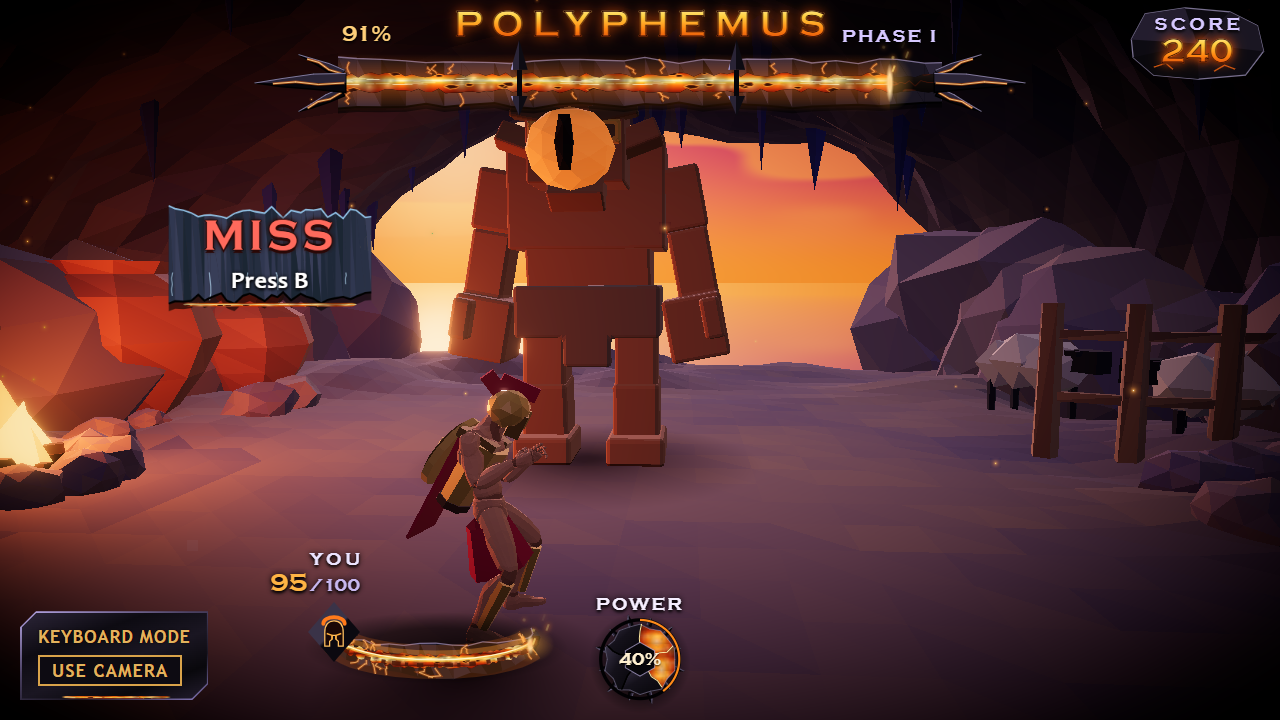 91%
POLYPHEMUS
PHASE I
SCORE
240
MISS
Press B
YOU
95/100
POWER
40%
KEYBOARD MODE
USE CAMERA